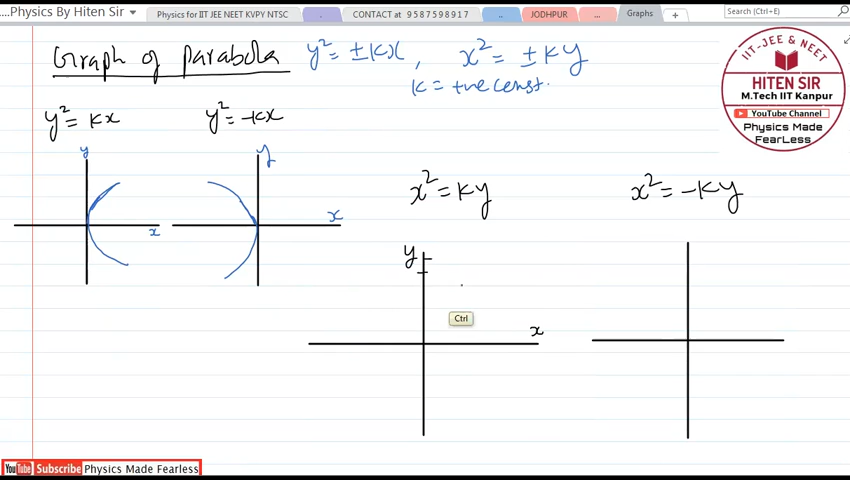 Physics By Hiten Sir
Physics for IIT JEE NEET KVPY NTSC
CONTACT at 9587598917
JODHPUR
Graphs
Search (Ctrl+E)
Graph of Parabola
y² = ±kx , x² = ±ky
k = +ve const.
IIT-JEE & NEET
HITEN SIR
M.Tech IIT Kanpur
YouTube Channel
Physics Made
FearLess
y² = kx
y² = -kx
y
x
y
x
x² = ky
x² = -ky
y
x
Ctrl
YouTube Subscribe Physics Made Fearless